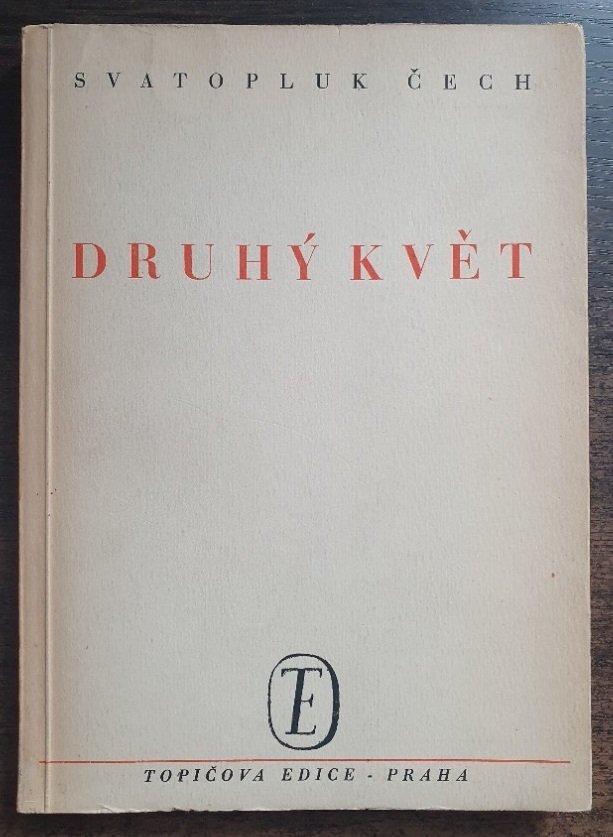 SVATOPLUK ČECH
DRUHÝ KVĚT
TE
TOPIČOVA EDICE - PRAHA